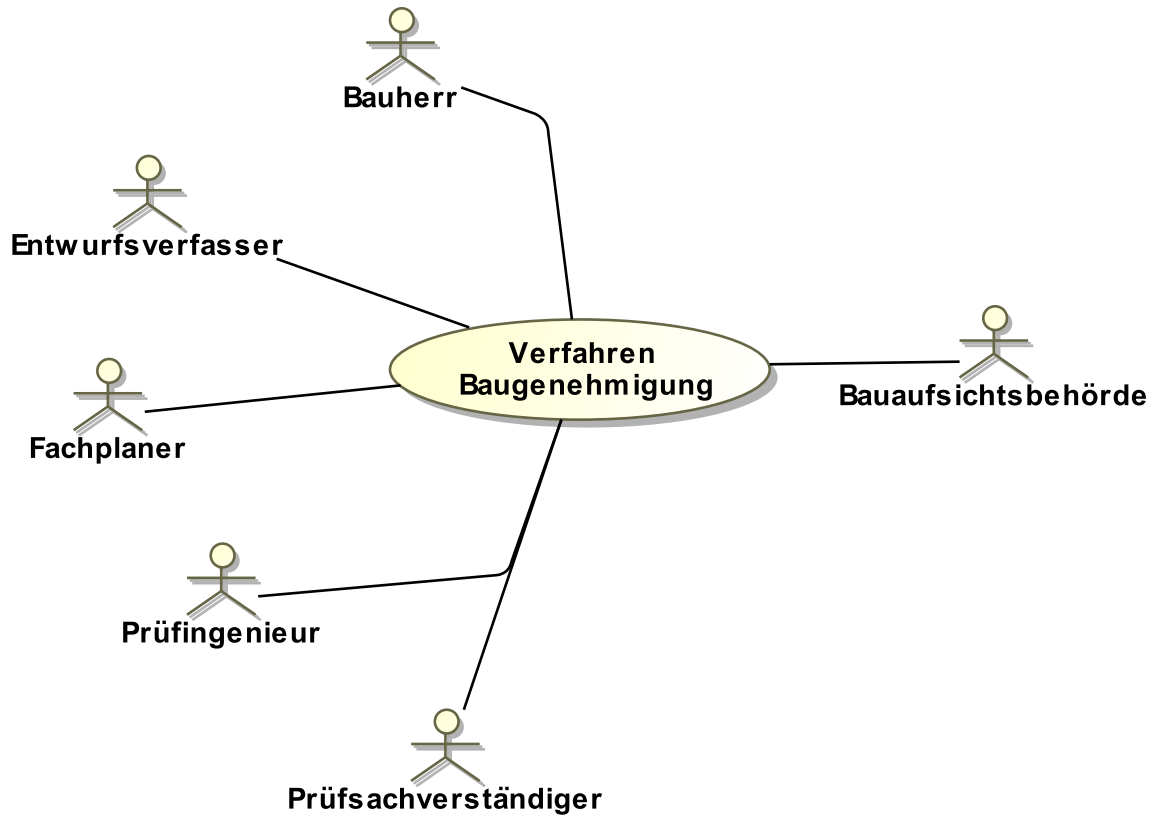 Bauherr
Entwurfsverfasser
Verfahren
Baugenehmigung
Bauaufsichtsbehörde
Fachplaner
Prüfingenieur
Prüfsachverständiger